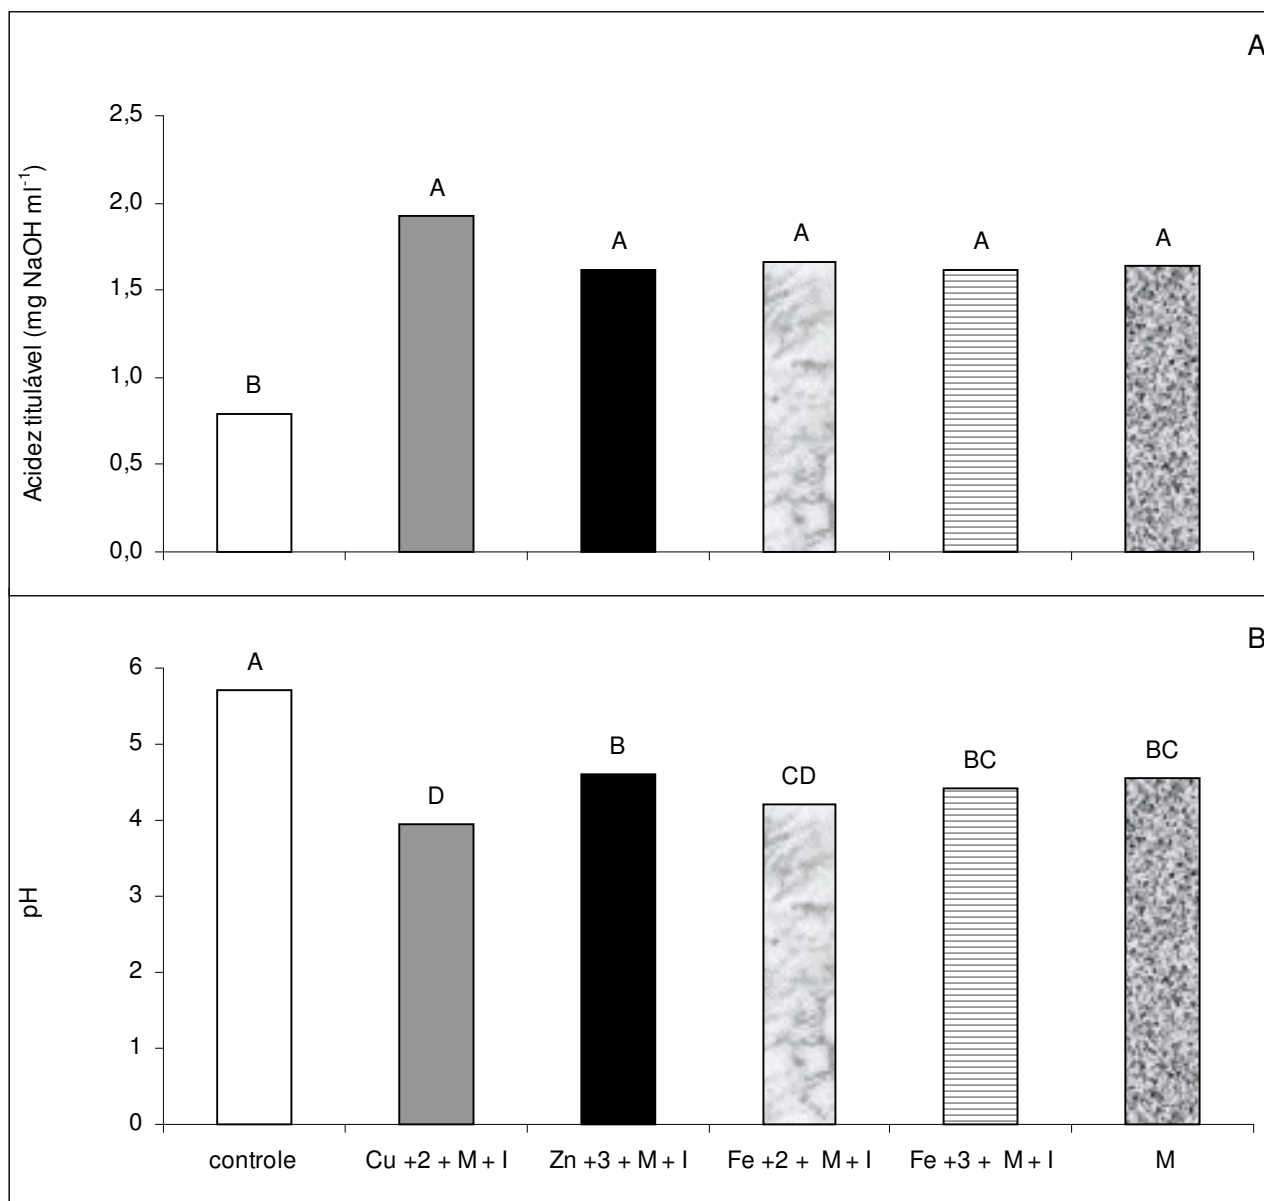 A
Acidez titulável (mg NaOH ml⁻¹)
2,5
2,0
1,5
1,0
0,5
0,0
B
A
A
A
A
A
B
pH
6
5
4
3
2
1
0
A
D
B
CD
BC
BC
controle
Cu +2 + M + I
Zn +3 + M + I
Fe +2 + M + I
Fe +3 + M + I
M